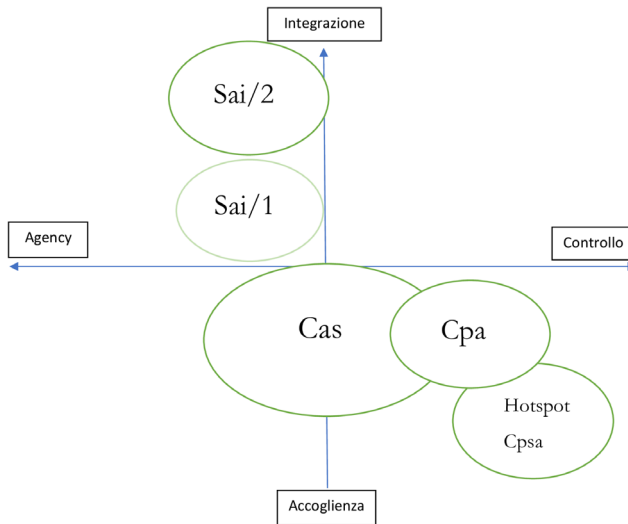 Integrazione
Sai/2
Sai/1
Agency
Controllo
Cas
Cpa
Hotspot
Cpsa
Accoglienza